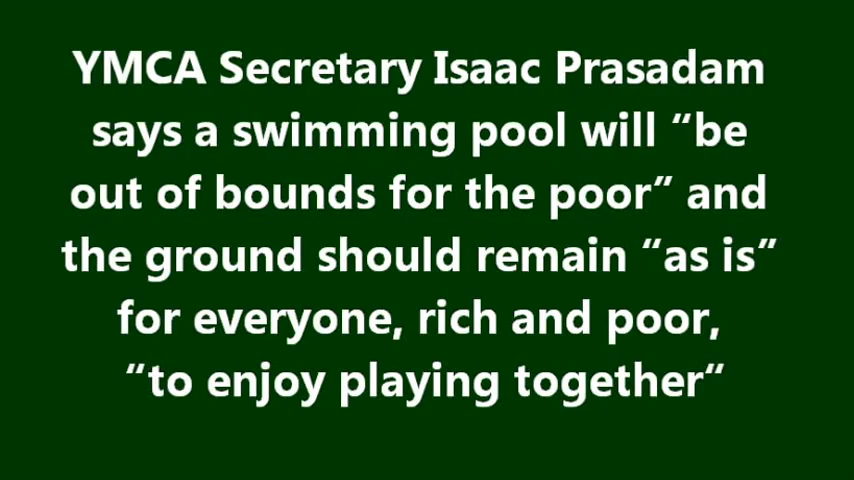 YMCA Secretary Isaac Prasadam
says a swimming pool will “be
out of bounds for the poor” and
the ground should remain “as is”
for everyone, rich and poor,
“to enjoy playing together“